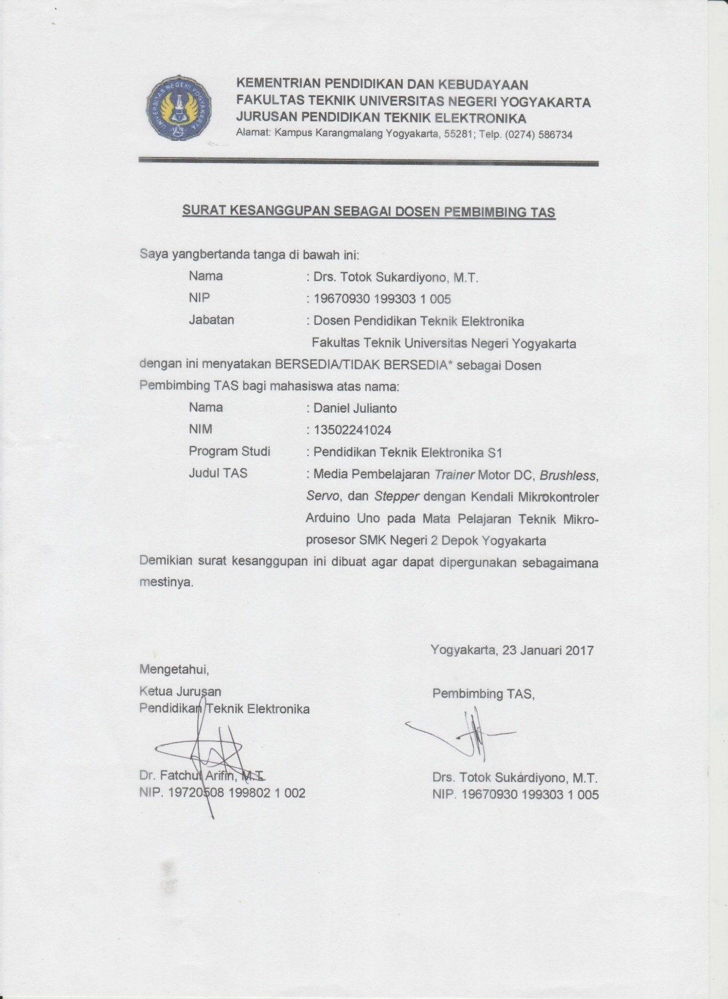 UNIVERSITAS NEGERI YOGYAKARTA
UNY
KEMENTRIAN PENDIDIKAN DAN KEBUDAYAAN
FAKULTAS TEKNIK UNIVERSITAS NEGERI YOGYAKARTA
JURUSAN PENDIDIKAN TEKNIK ELEKTRONIKA
Alamat: Kampus Karangmalang Yogyakarta, 55281; Telp. (0274) 586734
SURAT KESANGGUPAN SEBAGAI DOSEN PEMBIMBING TAS
Saya yangbertanda tanga di bawah ini:
Nama : Drs. Totok Sukardiyono, M.T.
NIP : 19670930 199303 1 005
Jabatan : Dosen Pendidikan Teknik Elektronika
Fakultas Teknik Universitas Negeri Yogyakarta
dengan ini menyatakan BERSEDIA/TIDAK BERSEDIA* sebagai Dosen
Pembimbing TAS bagi mahasiswa atas nama:
Nama : Daniel Julianto
NIM : 13502241024
Program Studi : Pendidikan Teknik Elektronika S1
Judul TAS : Media Pembelajaran Trainer Motor DC, Brushless,
Servo, dan Stepper dengan Kendali Mikrokontroler
Arduino Uno pada Mata Pelajaran Teknik Mikro-
prosesor SMK Negeri 2 Depok Yogyakarta
Demikian surat kesanggupan ini dibuat agar dapat dipergunakan sebagaimana
mestinya.
Yogyakarta, 23 Januari 2017
Mengetahui,
Ketua Jurusan
Pendidikan Teknik Elektronika
Dr. Fatchul Arifin, M.T.
NIP. 19720508 199802 1 002
Pembimbing TAS,
Drs. Totok Sukardiyono, M.T.
NIP. 19670930 199303 1 005